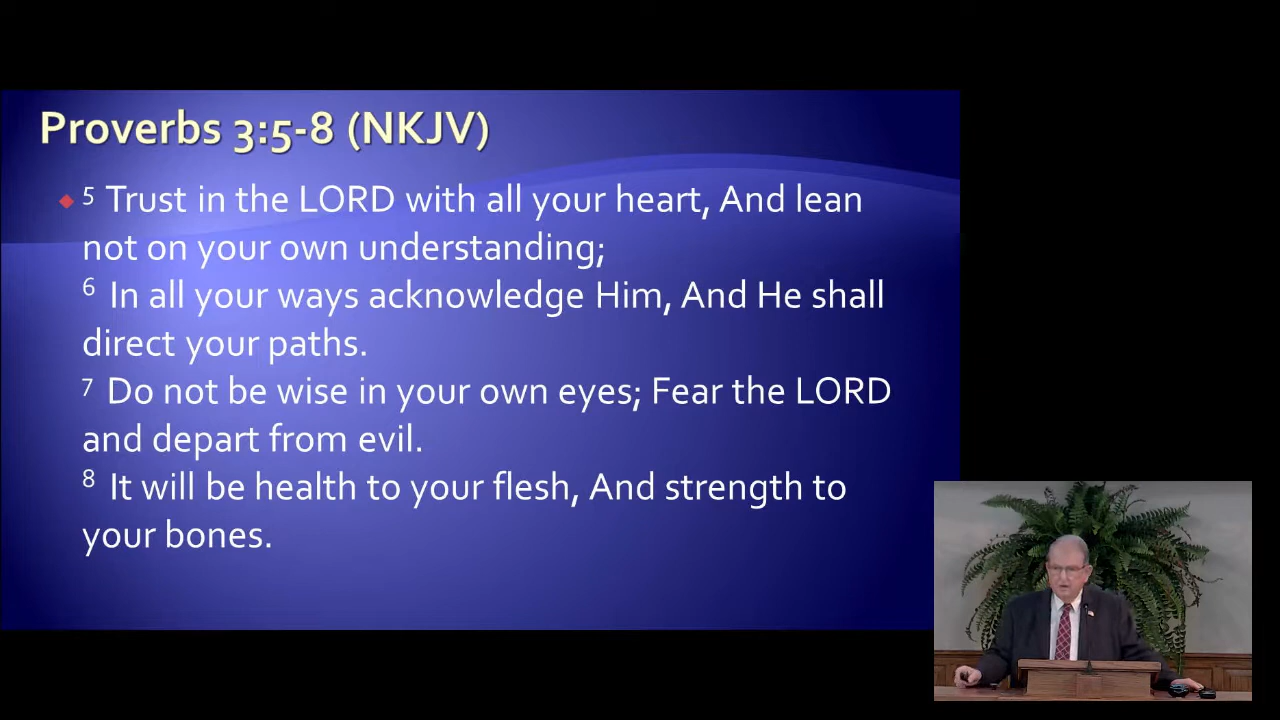 Proverbs 3:5-8 (NKJV)
5 Trust in the LORD with all your heart, And lean
not on your own understanding;
6 In all your ways acknowledge Him, And He shall
direct your paths.
7 Do not be wise in your own eyes; Fear the LORD
and depart from evil.
8 It will be health to your flesh, And strength to
your bones.